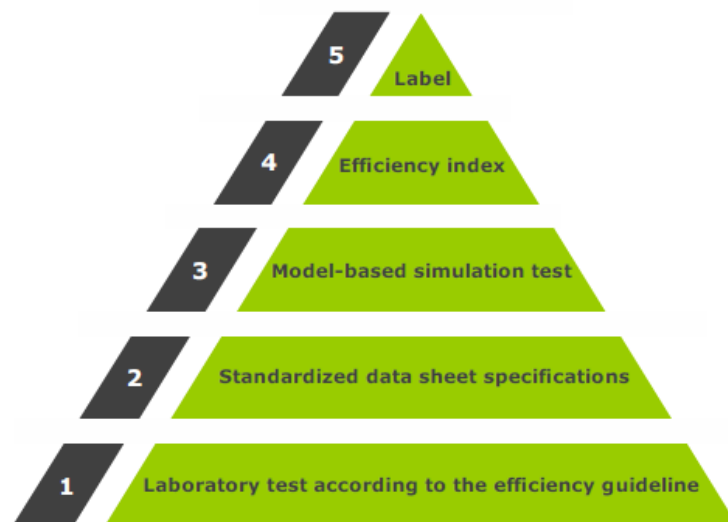 5
Label
4
Efficiency index
3
Model-based simulation test
2
Standardized data sheet specifications
1
Laboratory test according to the efficiency guideline